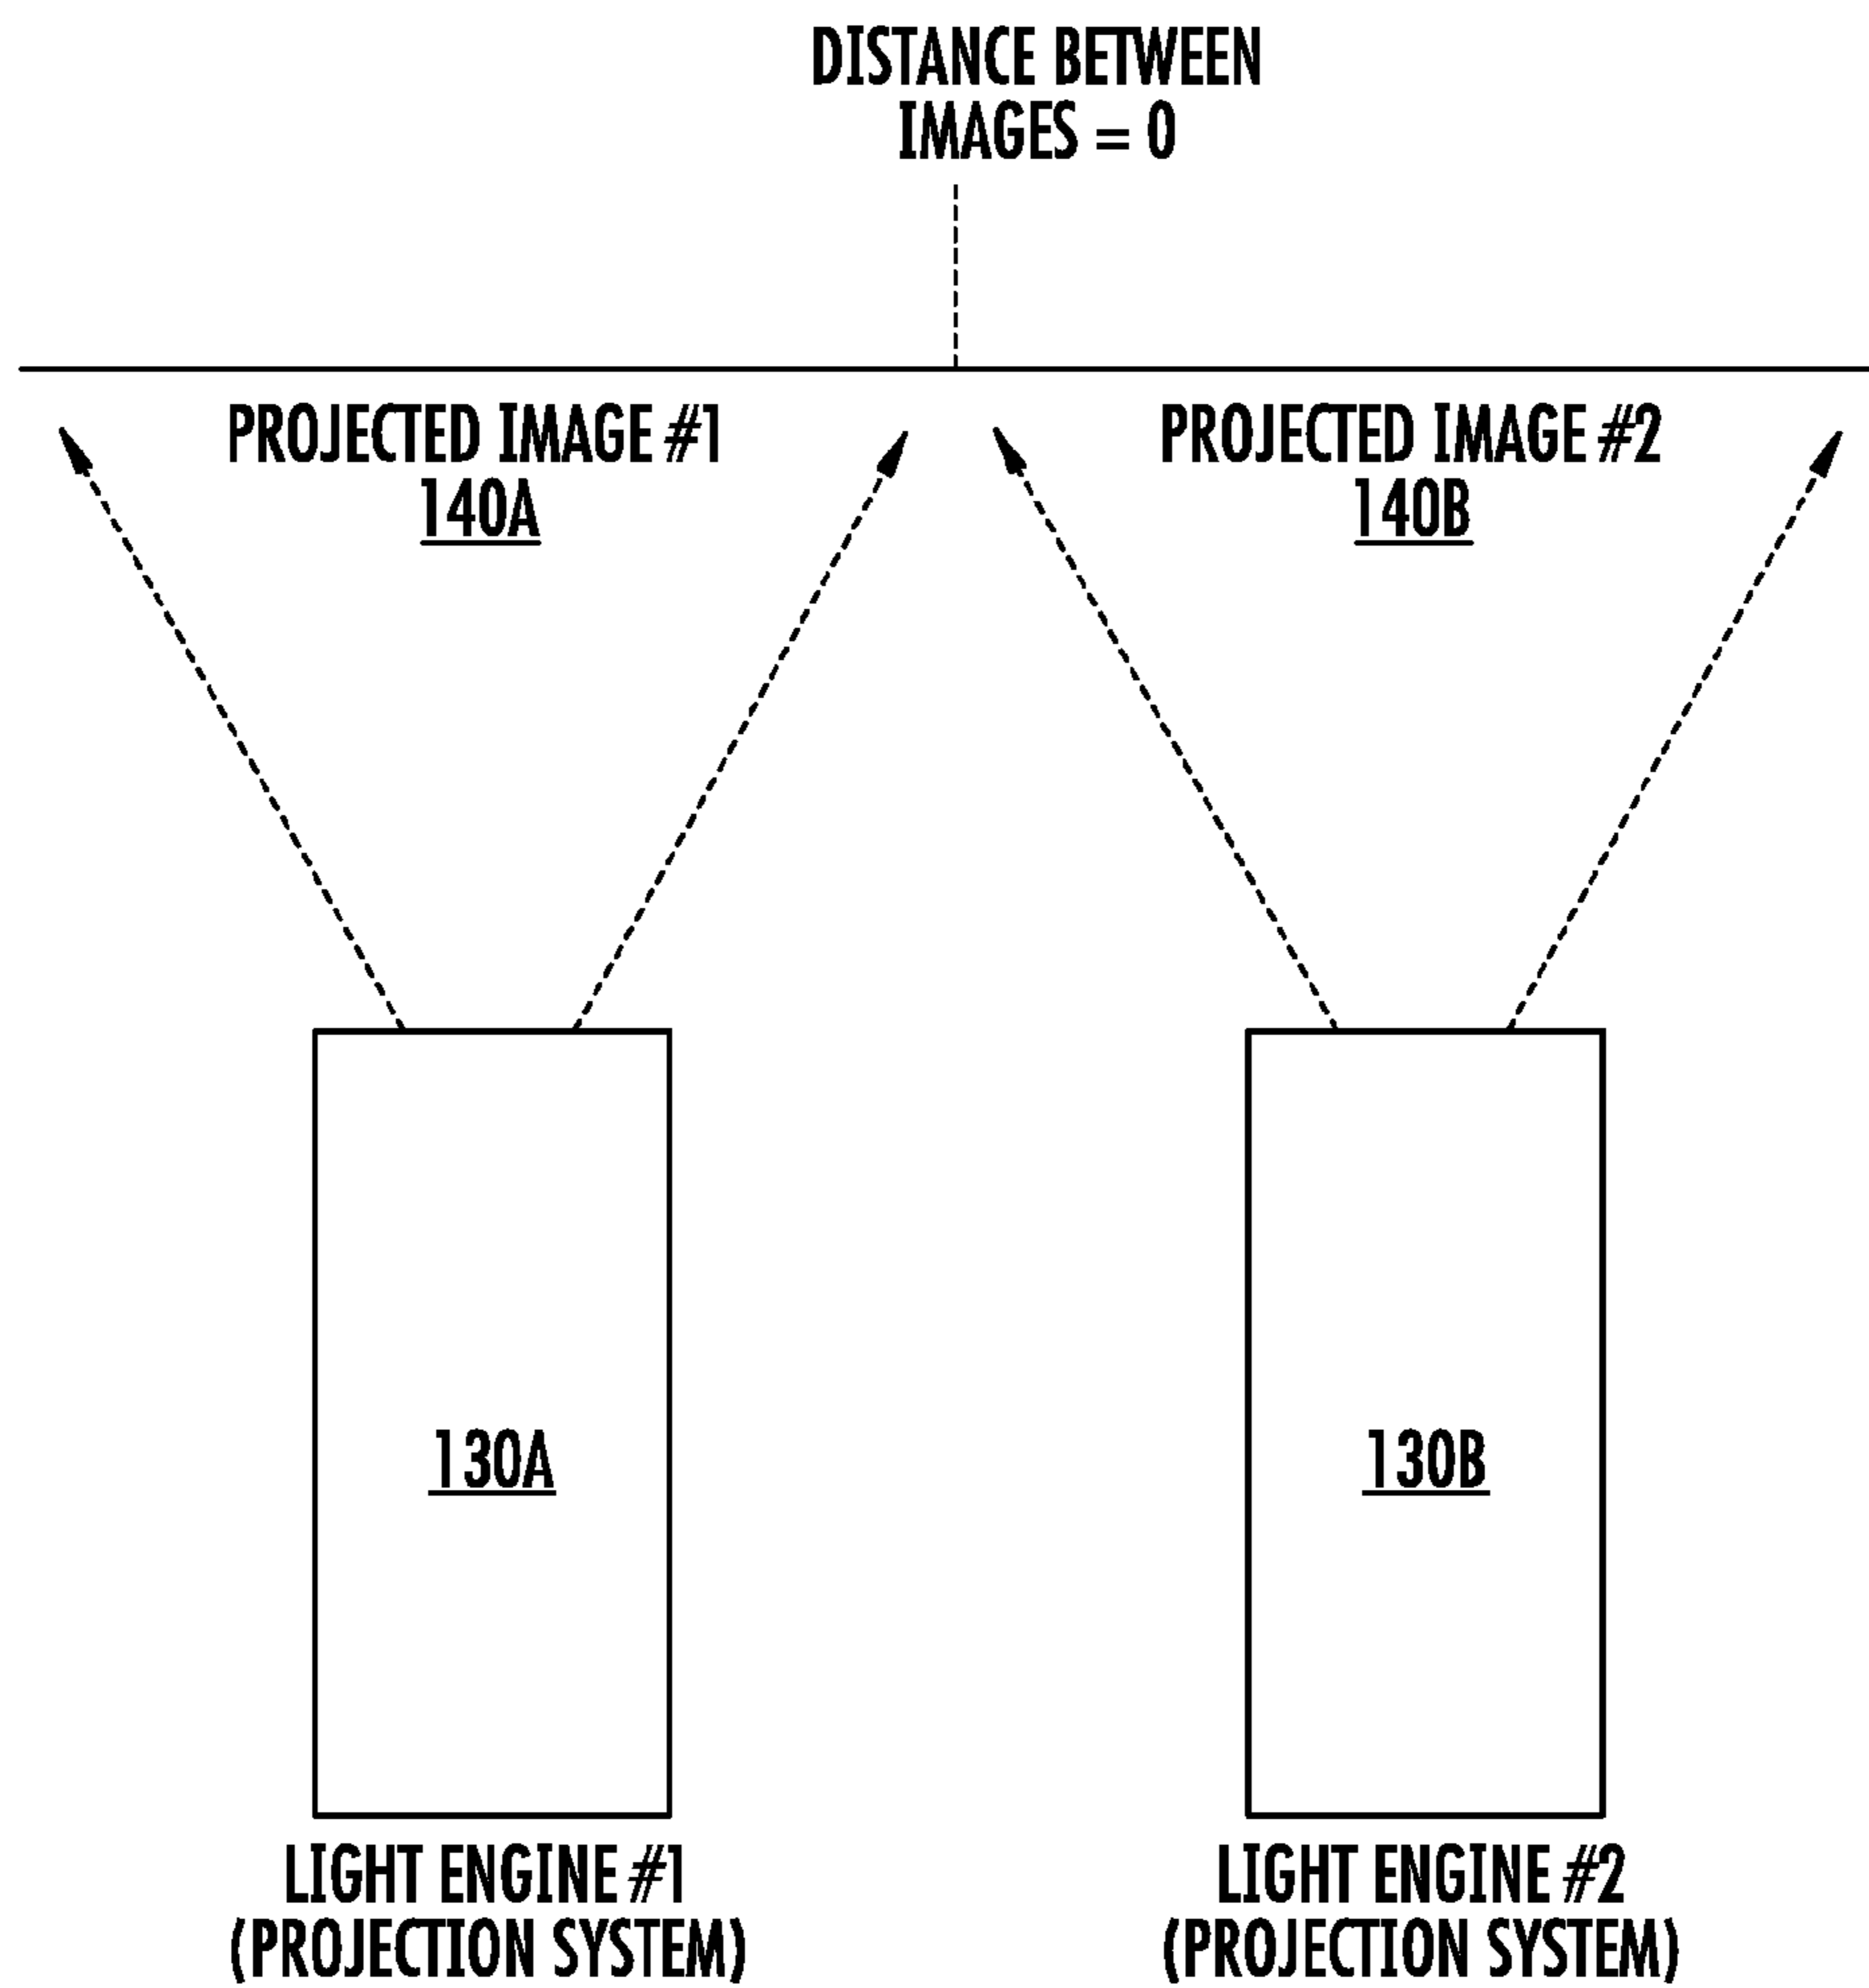 DISTANCE BETWEEN
IMAGES = 0
PROJECTED IMAGE #1
140A
PROJECTED IMAGE #2
140B
130A
130B
LIGHT ENGINE #1
(PROJECTION SYSTEM)
LIGHT ENGINE #2
(PROJECTION SYSTEM)